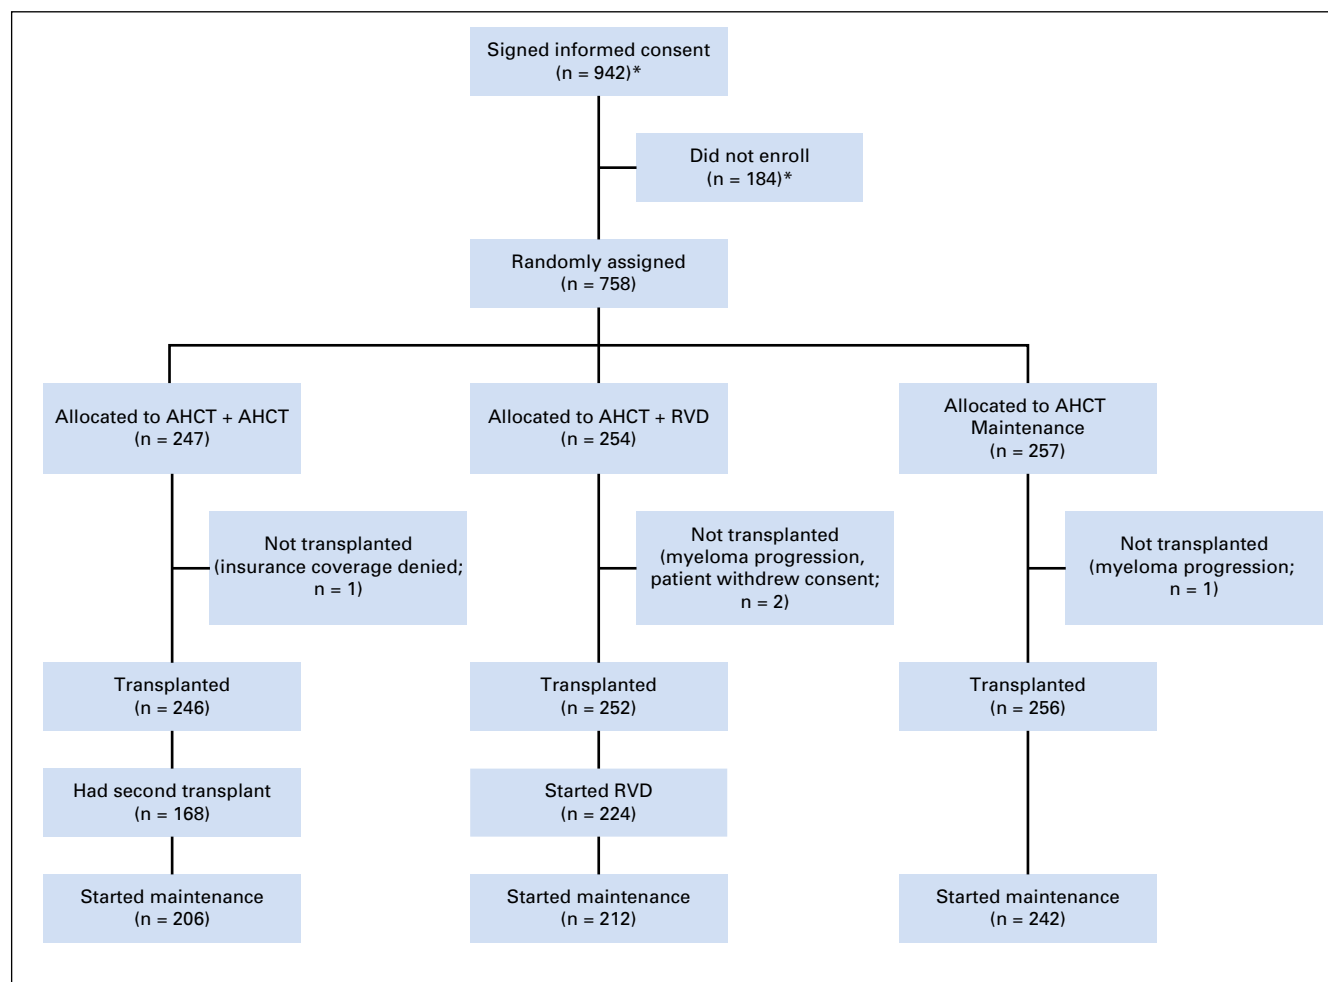 Signed informed consent
(n = 942)*
Did not enroll
(n = 184)*
Randomly assigned
(n = 758)
Allocated to AHCT + AHCT
(n = 247)
Allocated to AHCT + RVD
(n = 254)
Allocated to AHCT
Maintenance
(n = 257)
Not transplanted
(insurance coverage denied;
n = 1)
Not transplanted
(myeloma progression,
patient withdrew consent;
n = 2)
Not transplanted
(myeloma progression;
n = 1)
Transplanted
(n = 246)
Transplanted
(n = 252)
Transplanted
(n = 256)
Had second transplant
(n = 168)
Started RVD
(n = 224)
Started maintenance
(n = 206)
Started maintenance
(n = 212)
Started maintenance
(n = 242)